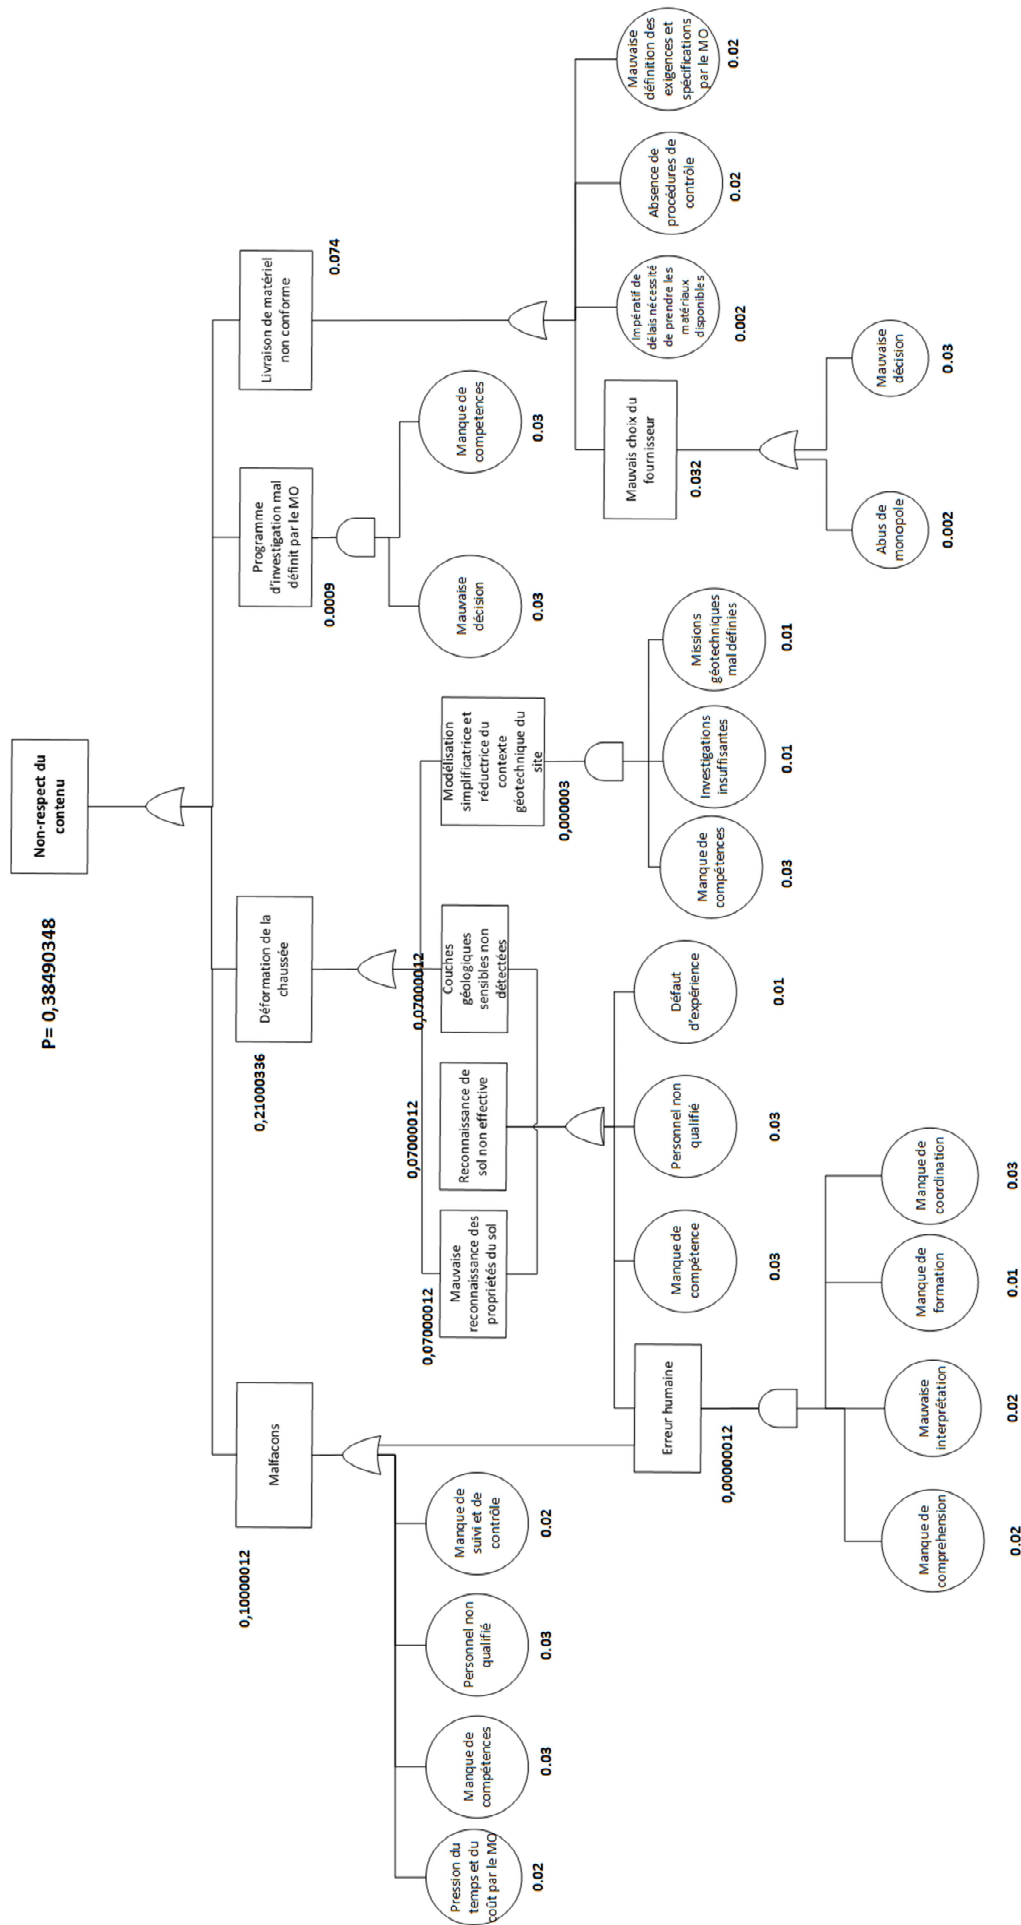 Non-respect du
contenu
P= 0,38490348
Malfacons
0,10000012
Déformation de la
chaussée
0,21000336
Programme
d'investigation mal
définit par le MO
0.0009
Livraison de matériel
non conforme
0.074
Pression du
temps et du
coût par le MO
0.02
Manque de
compétences
0.03
Personnel non
qualifié
0.03
Manque de
suivi et de
contrôle
0.02
Mauvaise
reconnaissance des
propriétés du sol
0,07000012
Reconnaissance de
sol non effective
0,07000012
Couches
géologiques
sensibles non
détectées
0,07000012
Modélisation
simplificatrice et
réductrice du
contexte
géotechnique du
site
0,000003
Mauvaise
décision
0.03
Manque de
competences
0.03
Mauvais choix du
fournisseur
0.032
Impératif de
délais nécessité
de prendre les
matériaux
disponibles
0.002
Absence de
procédures de
contrôle
0.02
Mauvaise
définition des
exigences et
spécifications
par le MO
0.02
Erreur humaine
0,00000012
Manque de
compétence
0.03
Personnel non
qualifié
0.03
Défaut
d'expérience
0.01
Manque de
compétences
0.03
Investigations
insuffisantes
0.01
Missions
géotechniques
mal définies
0.01
Abus de
monopole
0.002
Mauvaise
décision
0.03
Manque de
comprehension
0.02
Mauvaise
interprétation
0.02
Manque de
formation
0.01
Manque de
coordination
0.03